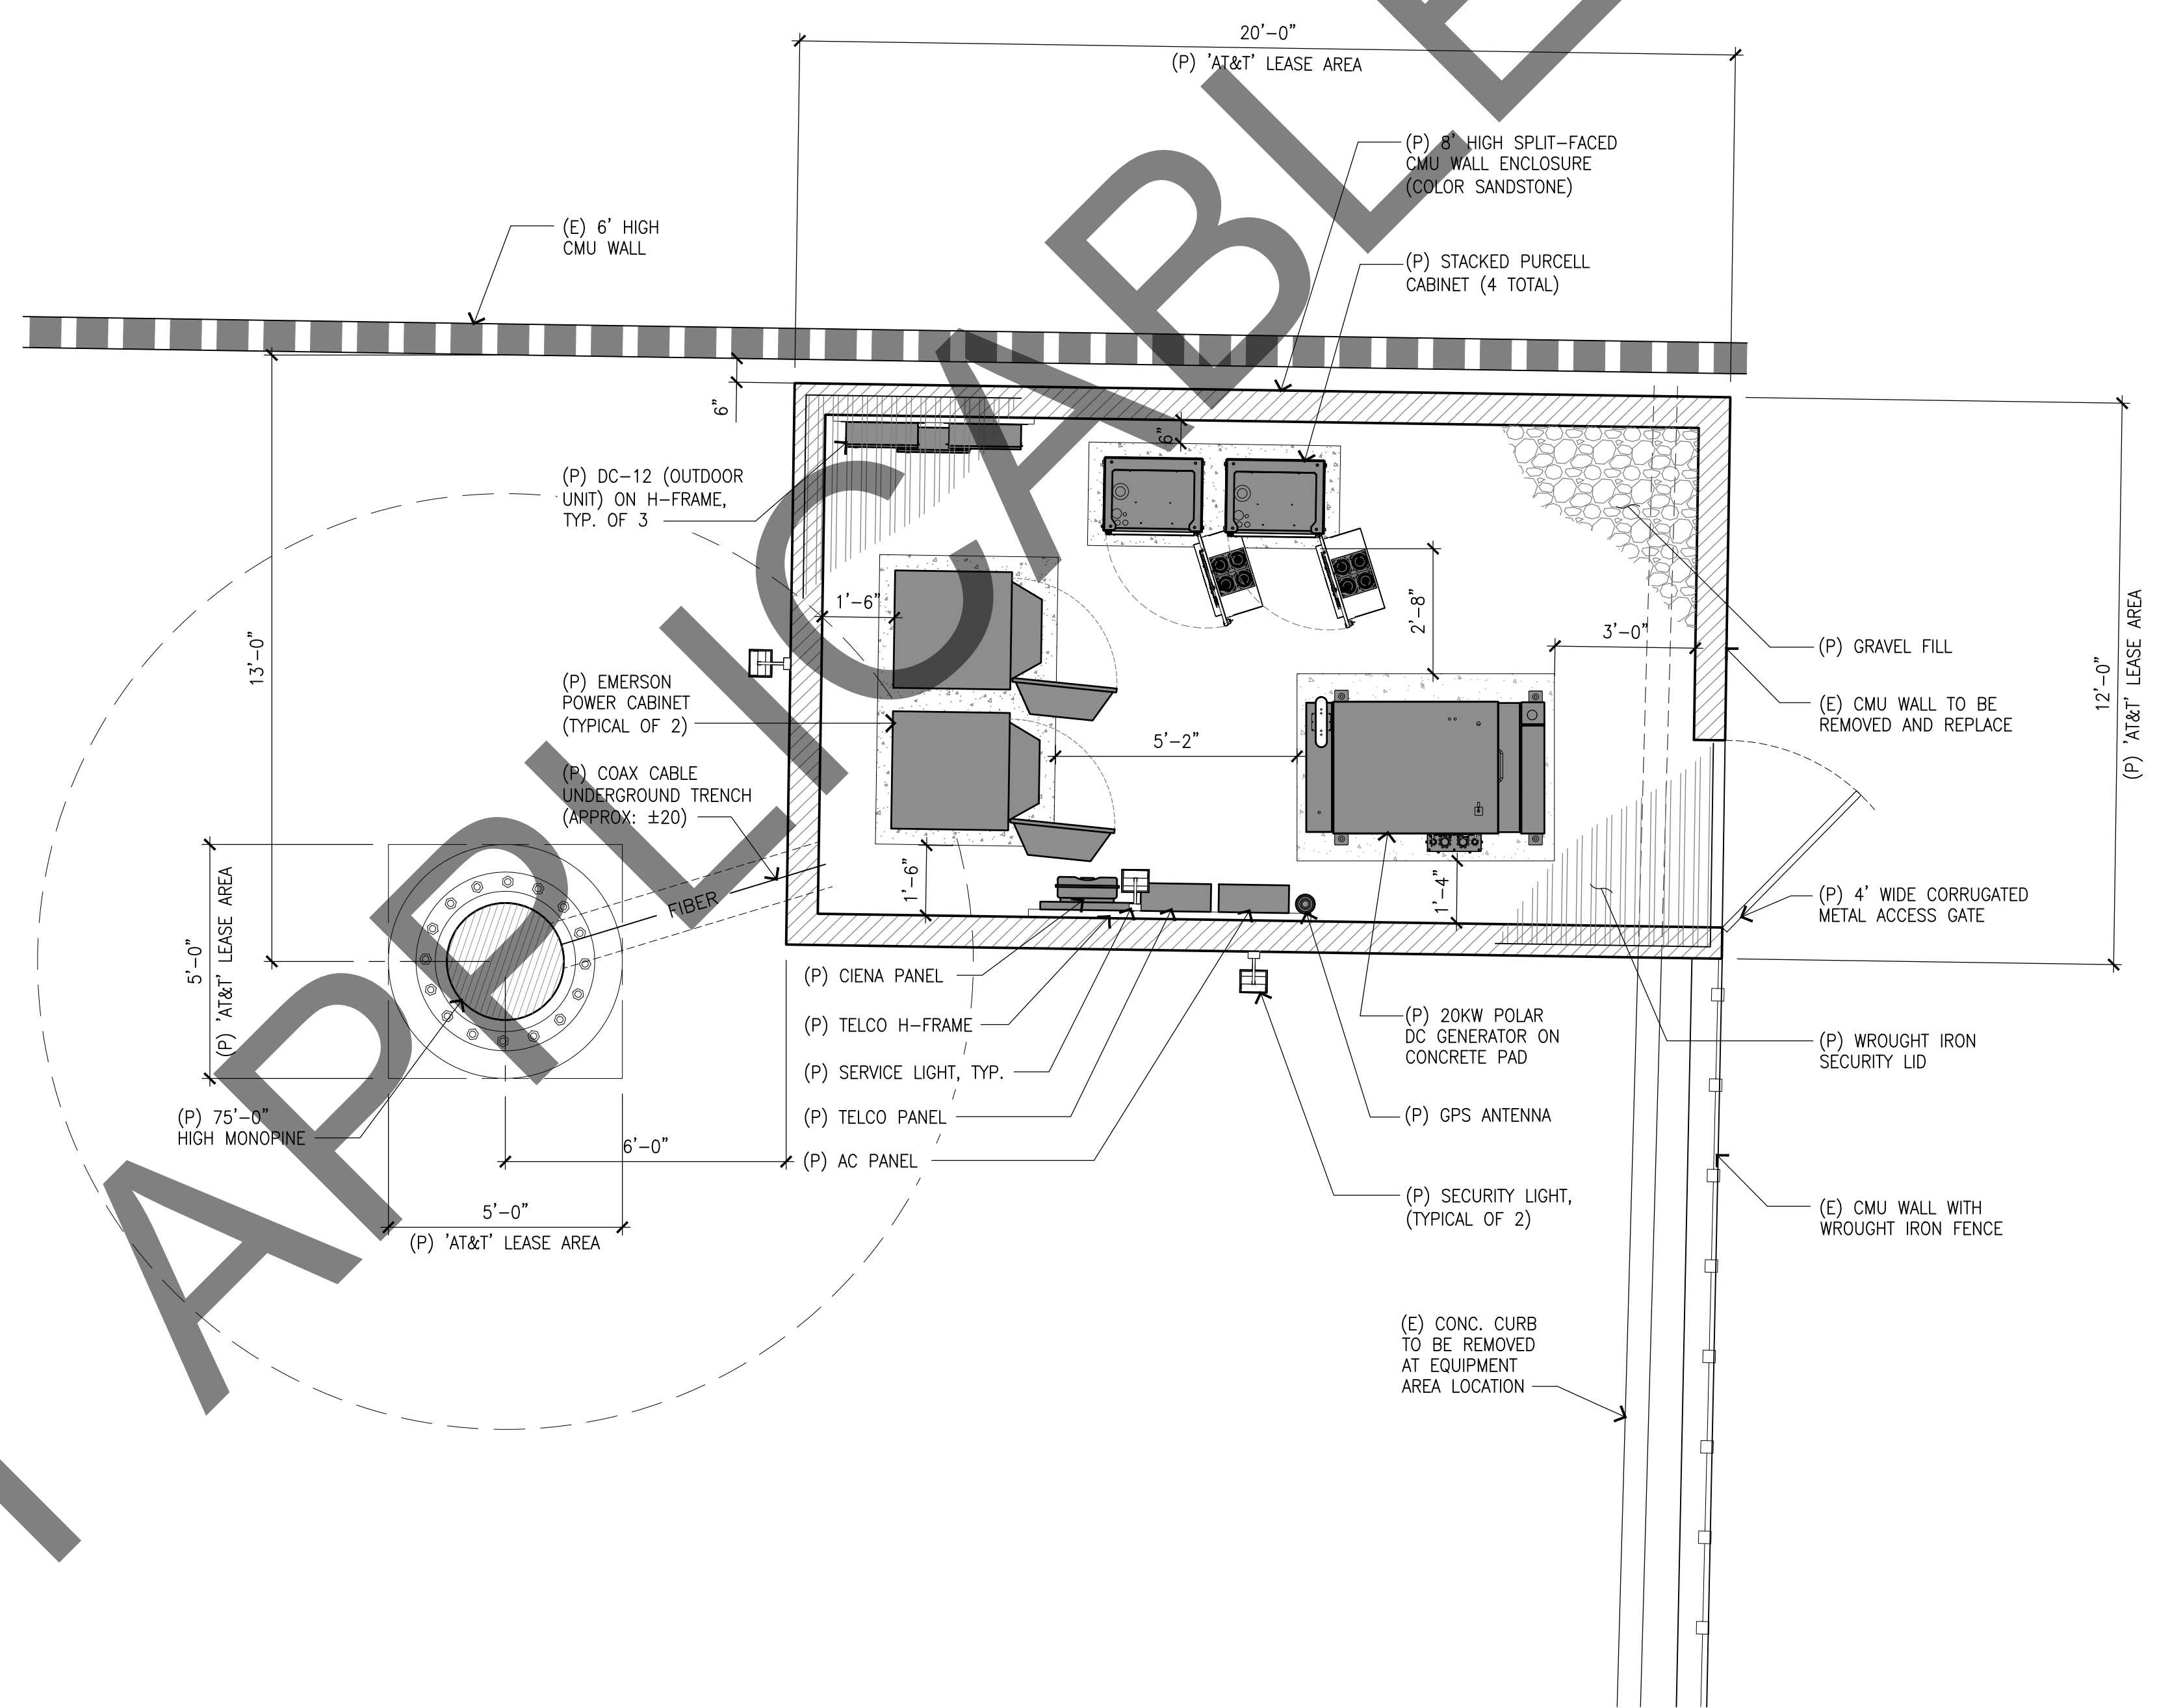 20'-0"
(P) 'AT&T' LEASE AREA
(P) 8' HIGH SPLIT-FACED
CMU WALL ENCLOSURE
(COLOR SANDSTONE)
(E) 6' HIGH
CMU WALL
(P) STACKED PURCELL
CABINET (4 TOTAL)
6"
6"
(P) DC-12 (OUTDOOR
UNIT) ON H-FRAME,
TYP. OF 3
1'-6"
2'-8"
3'-0"
13'-0"
12'-0"
(P) 'AT&T' LEASE AREA
(P) GRAVEL FILL
(P) EMERSON
POWER CABINET
(TYPICAL OF 2)
(E) CMU WALL TO BE
REMOVED AND REPLACE
5'-2"
(P) COAX CABLE
UNDERGROUND TRENCH
(APPROX: ±20)
FIBER
1'-6"
1'-4"
(P) 4' WIDE CORRUGATED
METAL ACCESS GATE
5'-0"
(P) 'AT&T' LEASE AREA
(P) CIENA PANEL
(P) TELCO H-FRAME
(P) SERVICE LIGHT, TYP.
(P) TELCO PANEL
(P) AC PANEL
(P) 20KW POLAR
DC GENERATOR ON
CONCRETE PAD
(P) GPS ANTENNA
(P) WROUGHT IRON
SECURITY LID
(P) 75'-0"
HIGH MONOPINE
6'-0"
5'-0"
(P) 'AT&T' LEASE AREA
(P) SECURITY LIGHT,
(TYPICAL OF 2)
(E) CMU WALL WITH
WROUGHT IRON FENCE
(E) CONC. CURB
TO BE REMOVED
AT EQUIPMENT
AREA LOCATION
APPLICABLE